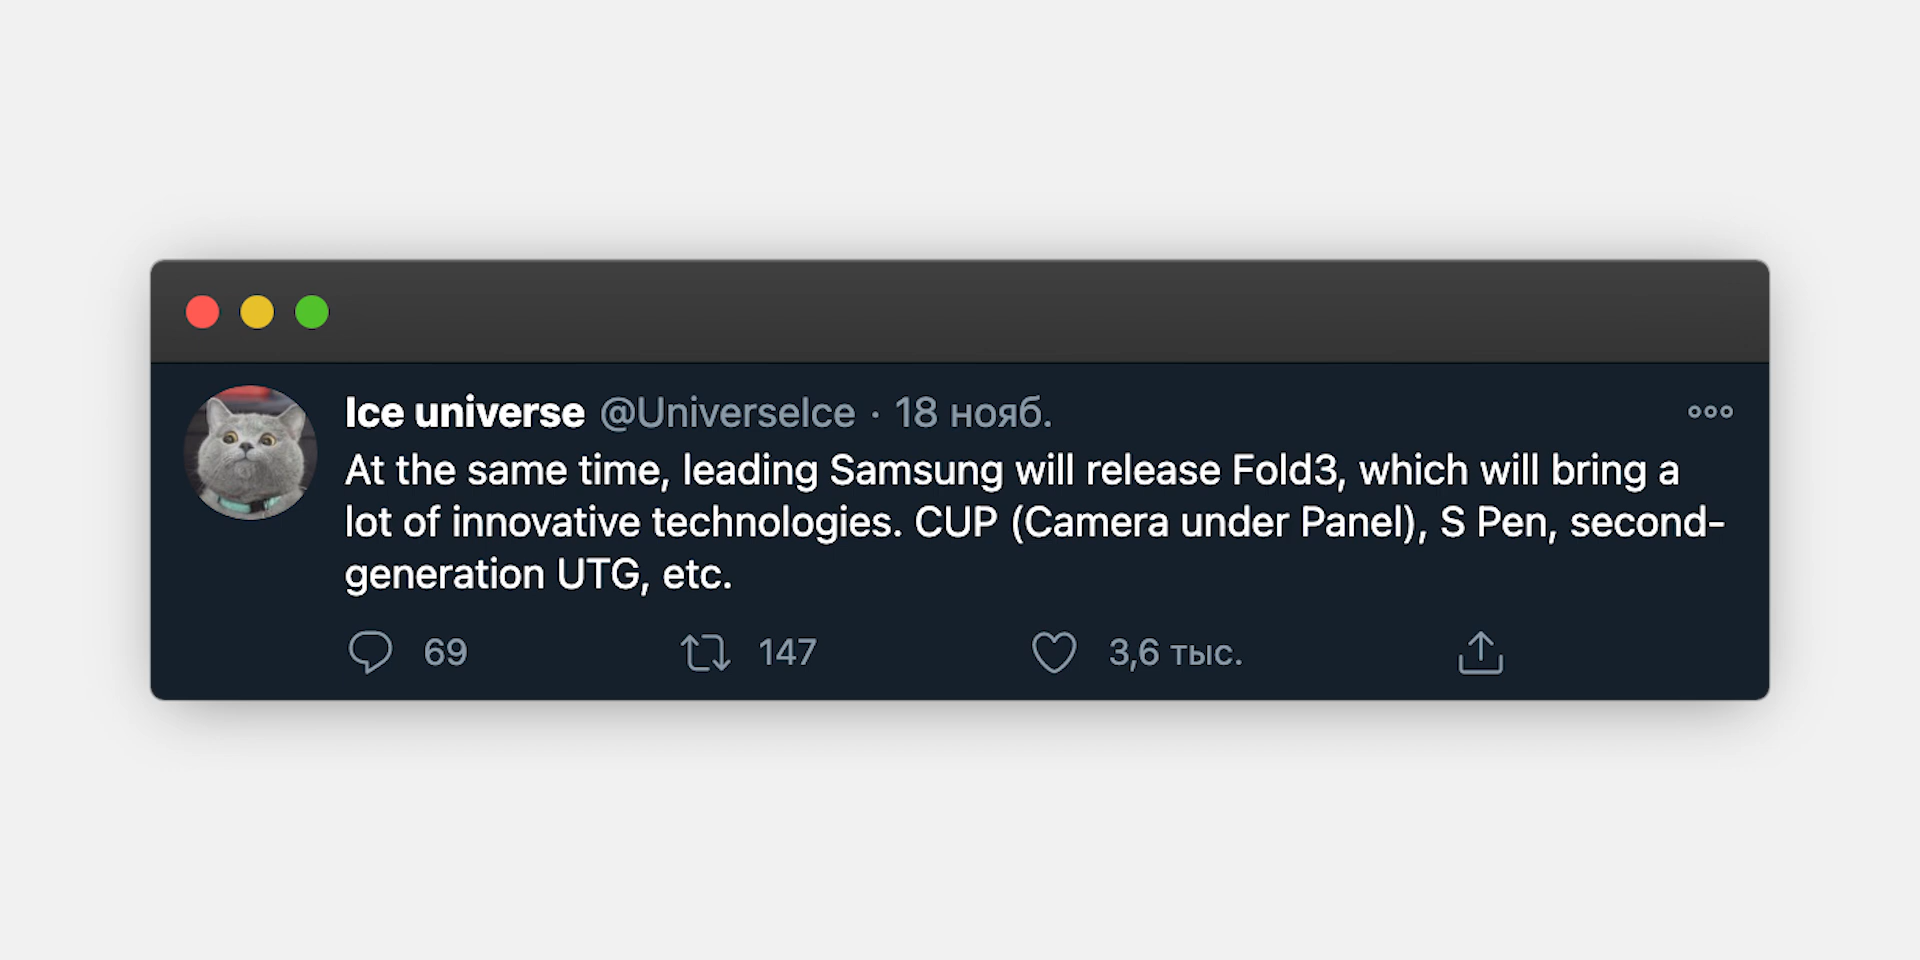 Ice universe @UniverseIce · 18 нояб.
At the same time, leading Samsung will release Fold3, which will bring a
lot of innovative technologies. CUP (Camera under Panel), S Pen, second-
generation UTG, etc.
69 147 3,6 тыс.